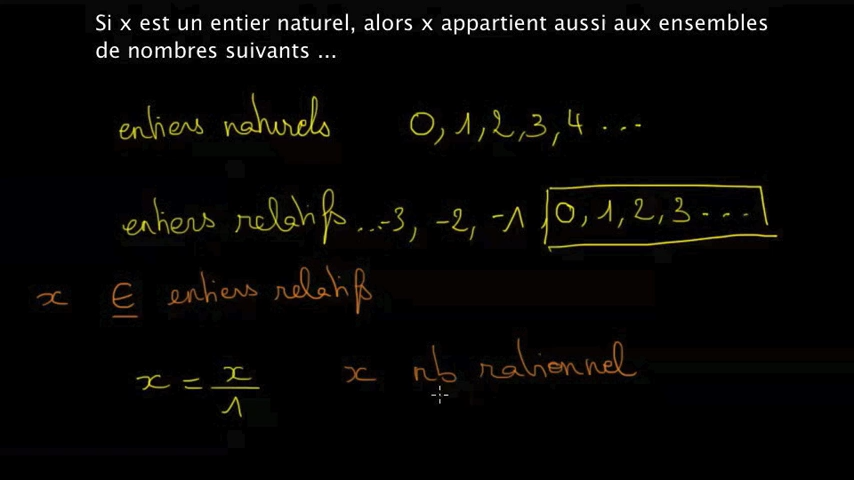 Si x est un entier naturel, alors x appartient aussi aux ensembles
de nombres suivants ...
entiers naturels 0, 1, 2, 3, 4 ...
entiers relatifs ...-3, -2, -1 0, 1, 2, 3 ....
x ∈ entiers relatifs
x = x/1 x nb rationnel